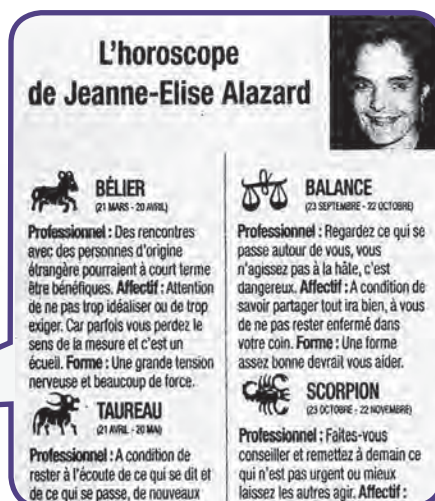 L'horoscope
de Jeanne-Elise Alazard
BÉLIER
(21 MARS - 20 AVRIL)
Professionnel : Des rencontres
avec des personnes d'origine
étrangère pourraient à court terme
être bénéfiques. Affectif : Attention
de ne pas trop idéaliser ou de trop
exiger. Car parfois vous perdez le
sens de la mesure et c'est un
écueil. Forme : Une grande tension
nerveuse et beaucoup de force.
TAUREAU
(21 AVRIL - 20 MAI)
Professionnel : A condition de
rester à l'écoute de ce qui se dit et
de ce qui se passe, de nouveaux
BALANCE
(23 SEPTEMBRE - 22 OCTOBRE)
Professionnel : Regardez ce qui se
passe autour de vous, vous
n'agissez pas à la hâte, c'est
dangereux. Affectif : A condition de
savoir partager tout ira bien, à vous
de ne pas rester enfermé dans
votre coin. Forme : Une forme
assez bonne devrait vous aider.
SCORPION
(23 OCTOBRE - 22 NOVEMBRE)
Professionnel : Faites-vous
conseiller et remettez à demain ce
qui n'est pas urgent ou mieux
laissez les autres agir. Affectif :